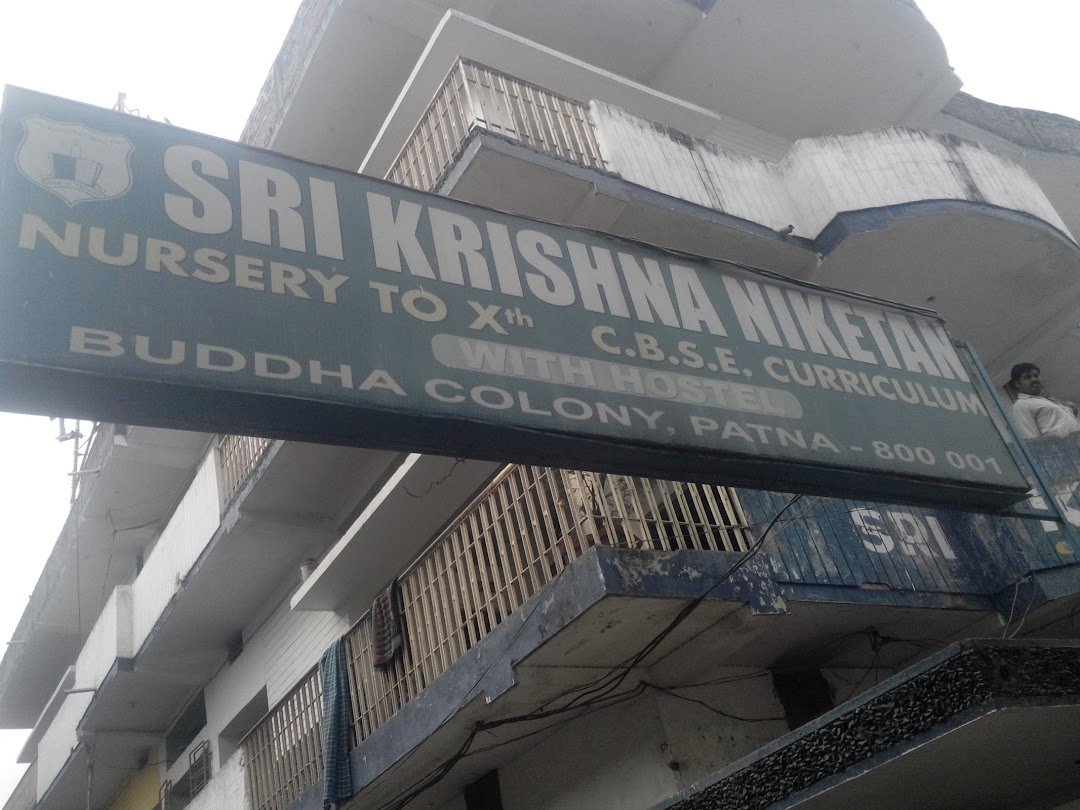 SRI KRISHNA NIKETAN
NURSERY TO Xth C.B.S.E. CURRICULUM
WITH HOSTEL
BUDDHA COLONY, PATNA - 800 001
SRI